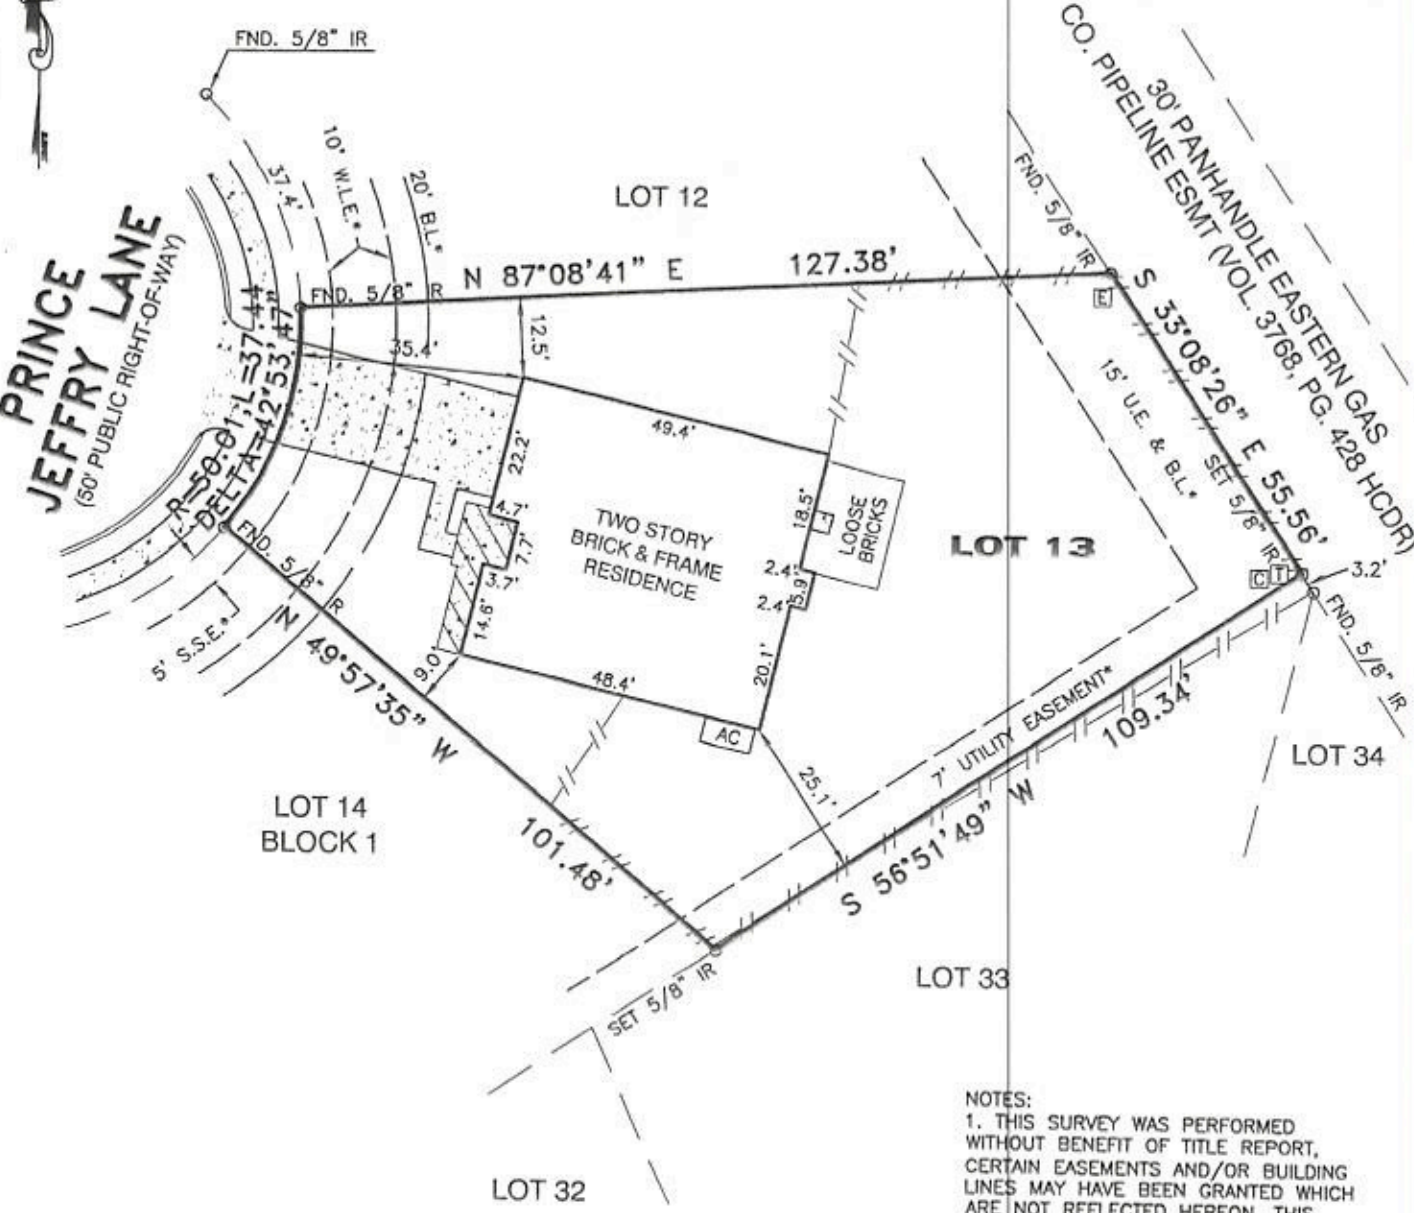 FND. 5/8" IR
37.4'
10' W.L.E.*
20' B.L.*
LOT 12
FND. 5/8" IR
CO. PIPELINE ESMT (VOL. 3768, PG. 428 HCDR)
30' PANHANDLE EASTERN GAS
PRINCE
JEFFRY LANE
(50' PUBLIC RIGHT-OF-WAY)
R=50.01; L=37.44'
DELTA=42°53'47"
FND. 5/8" R
N 87°08'41" E 127.38'
E
S 33°08'26" E 55.56'
SET 5/8" IR
15' U.E. & B.L.*
35.4'
12.5'
49.4'
22.2'
4.7'
7.7'
3.7'
14.6'
9.0'
TWO STORY
BRICK & FRAME
RESIDENCE
18.5'
LOOSE
BRICKS
2.4'
5.9'
2.4'
20.1'
48.4'
AC
25.1'
LOT 13
C
T
3.2'
FND. 5/8" IR
FND. 5/8" R
5' S.S.E.*
N 49°57'35" W
101.48'
7' UTILITY EASEMENT*
109.34'
S 56°51'49" W
LOT 34
LOT 14
BLOCK 1
LOT 33
SET 5/8" IR
LOT 32
NOTES:
1. THIS SURVEY WAS PERFORMED
WITHOUT BENEFIT OF TITLE REPORT,
CERTAIN EASEMENTS AND/OR BUILDING
LINES MAY HAVE BEEN GRANTED WHICH
ARE NOT REFLECTED HEREON. THIS